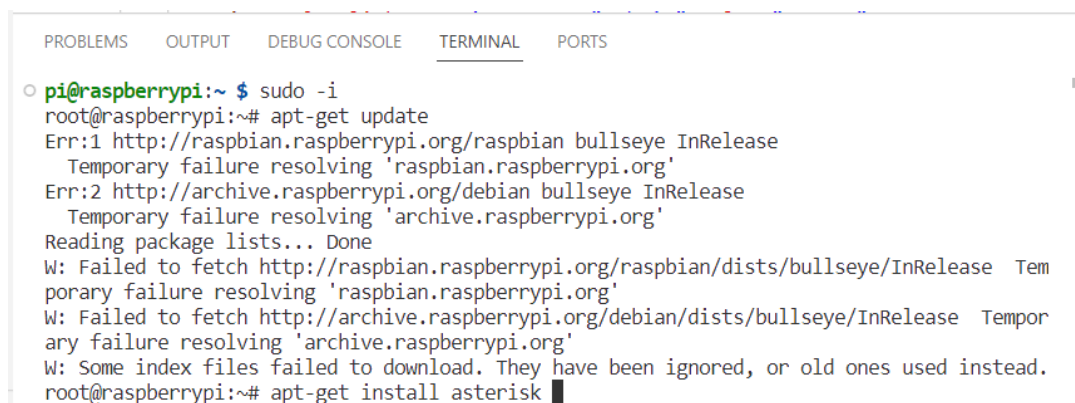 PROBLEMS OUTPUT DEBUG CONSOLE TERMINAL PORTS
pi@raspberrypi:~ $ sudo -i
root@raspberrypi:~# apt-get update
Err:1 http://raspbian.raspberrypi.org/raspbian bullseye InRelease
  Temporary failure resolving 'raspbian.raspberrypi.org'
Err:2 http://archive.raspberrypi.org/debian bullseye InRelease
  Temporary failure resolving 'archive.raspberrypi.org'
Reading package lists... Done
W: Failed to fetch http://raspbian.raspberrypi.org/raspbian/dists/bullseye/InRelease  Tem
porary failure resolving 'raspbian.raspberrypi.org'
W: Failed to fetch http://archive.raspberrypi.org/debian/dists/bullseye/InRelease  Tempor
ary failure resolving 'archive.raspberrypi.org'
W: Some index files failed to download. They have been ignored, or old ones used instead.
root@raspberrypi:~# apt-get install asterisk